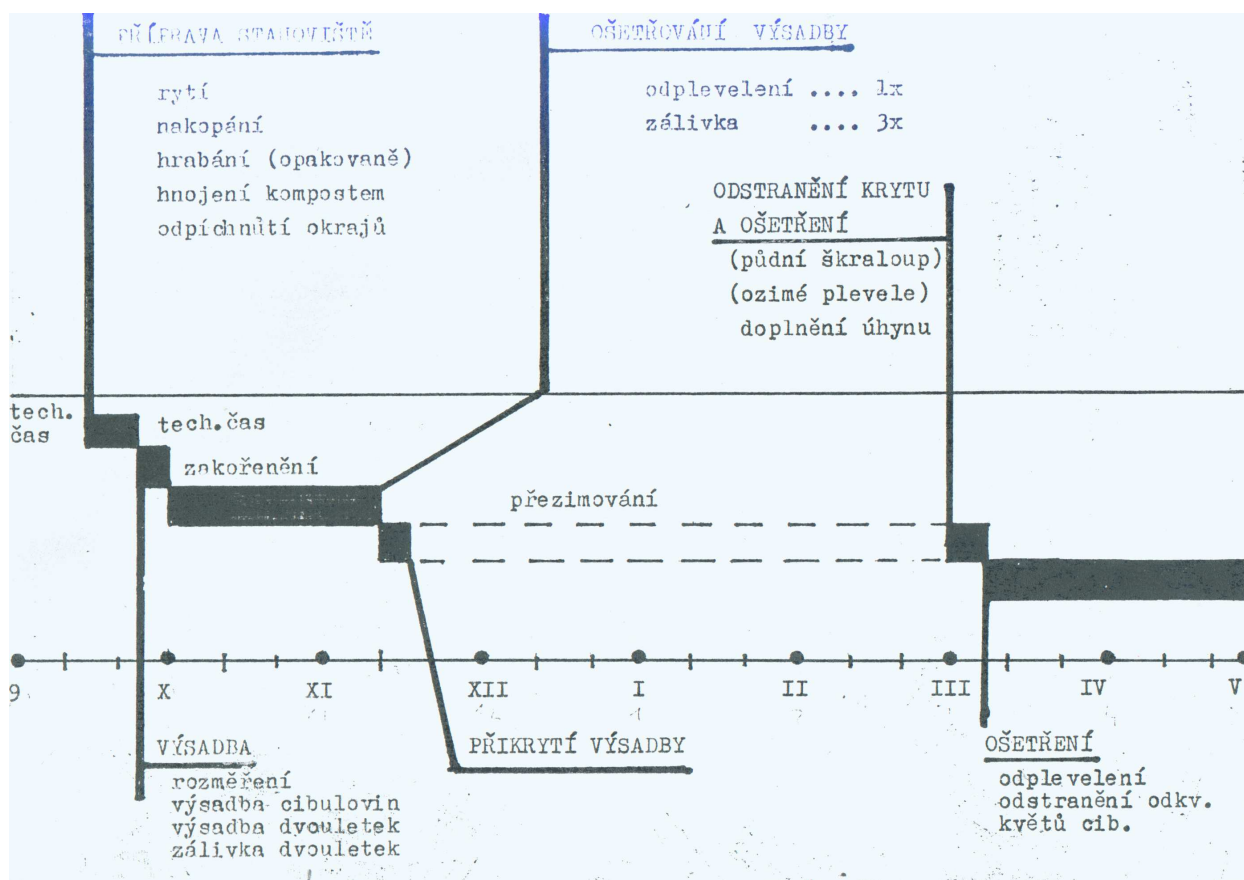 PŘÍPRAVA STANOVIŠTĚ
rytí
nakopání
hrabání (opakovaně)
hnojení kompostem
odpíchnutí okrajů
OŠETŘOVÁNÍ VÝSADBY
odplevelení .... 1x
zálivka .... 3x
ODSTRANĚNÍ KRYTU
A OŠETŘENÍ
(půdní škraloup)
(ozimé plevele)
doplnění úhynu
tech.
čas
tech.čas
zakořenění
přezimování
9 X XI XII I II III IV V
VÝSADBA
rozměření
výsadba cibulovin
výsadba dvouletek
zálivka dvouletek
PŘIKRYTÍ VÝSADBY
OŠETŘENÍ
odplevelení
odstranění odkv.
květů cib.